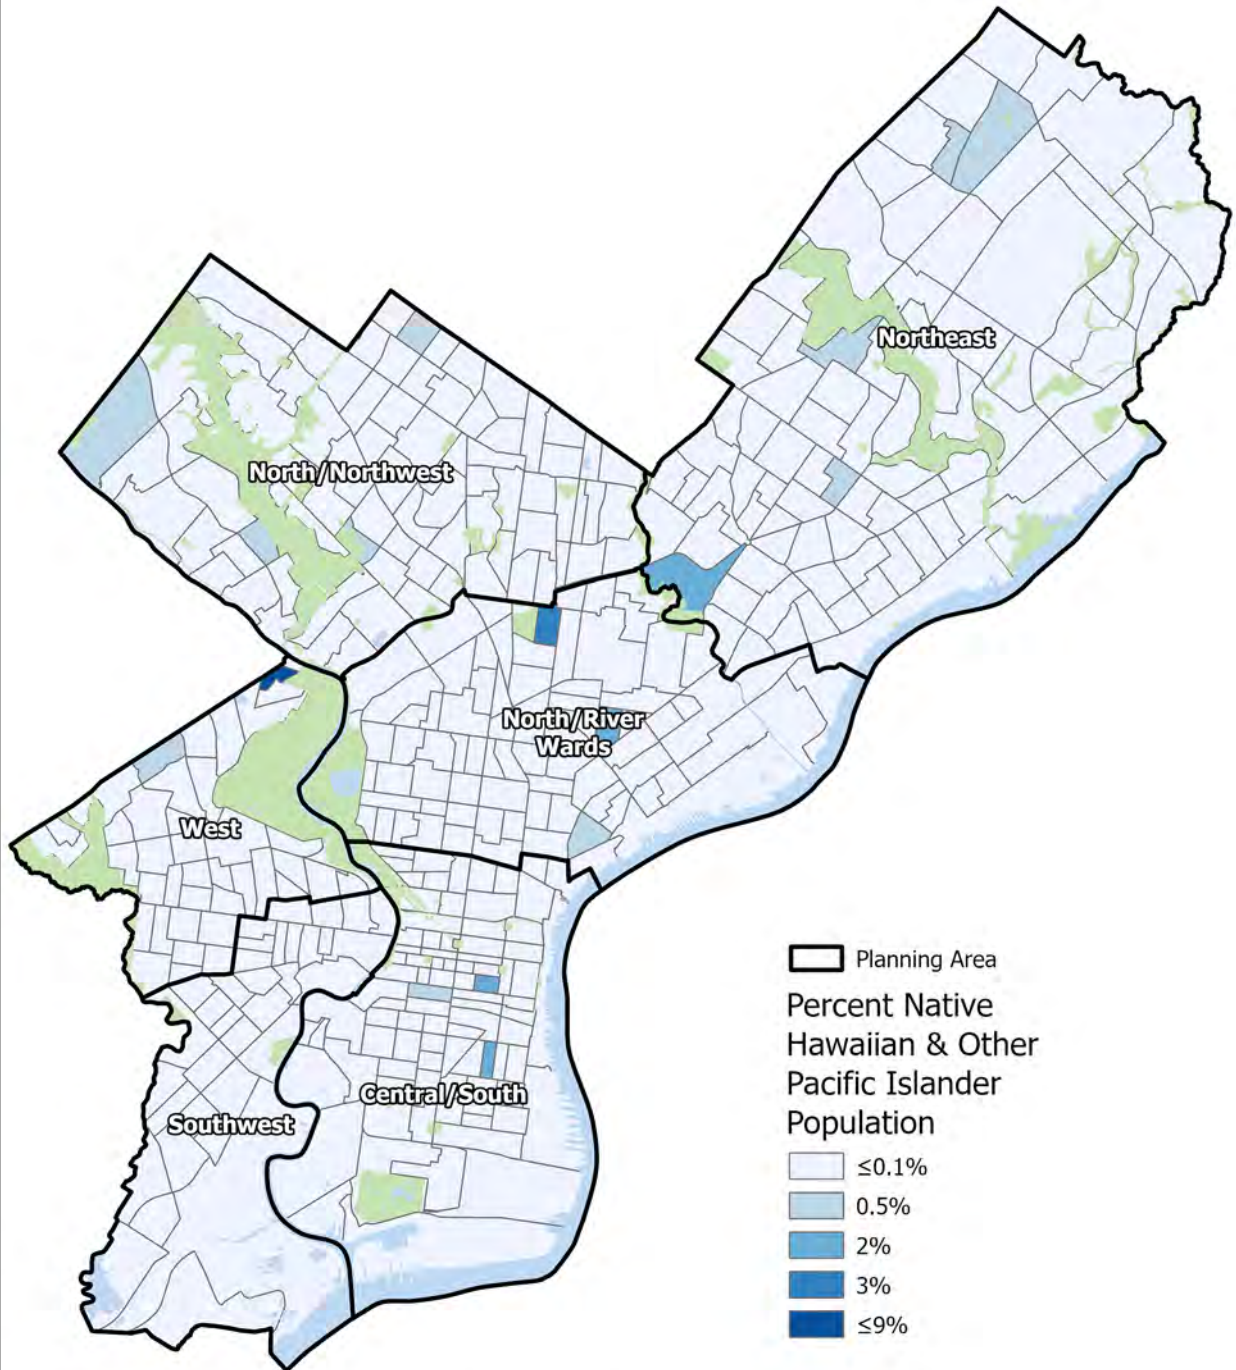 Northeast
North/Northwest
North/River
Wards
West
Central/South
Southwest
Planning Area
Percent Native
Hawaiian & Other
Pacific Islander
Population
≤0.1%
0.5%
2%
3%
≤9%